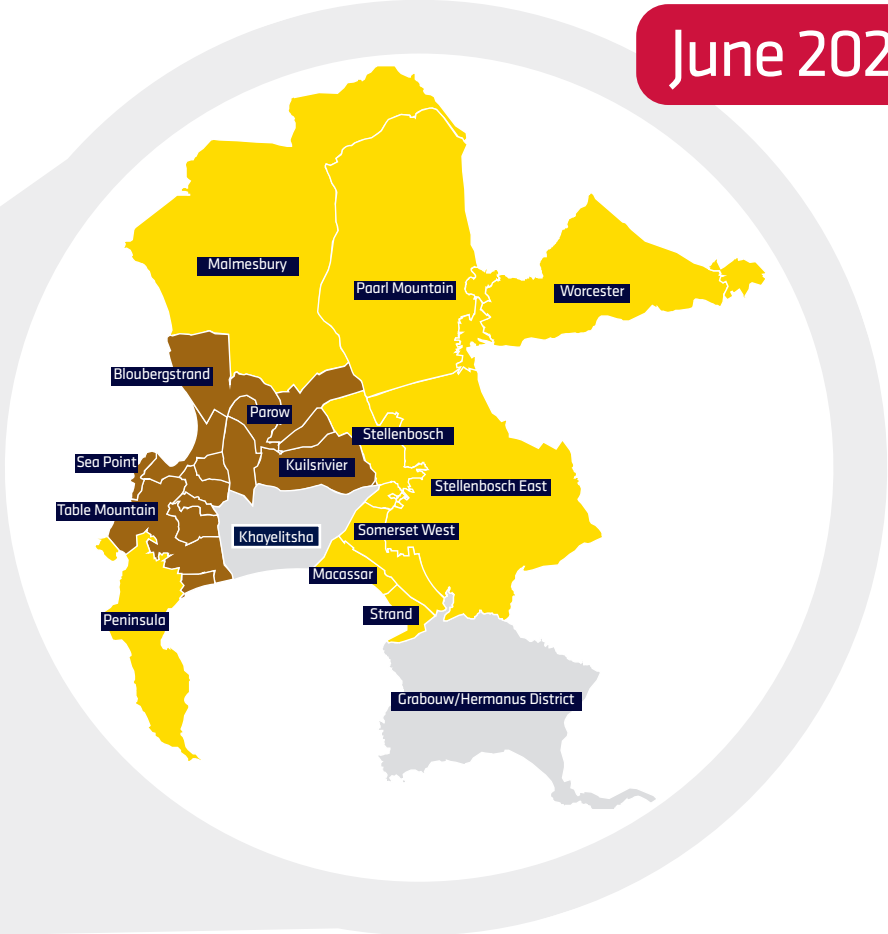 June 202
Malmesbury
Paarl Mountain
Worcester
Bloubergstrand
Parow
Stellenbosch
Sea Point
Kuilsrivier
Stellenbosch East
Table Mountain
Khayelitsha
Somerset West
Macassar
Strand
Peninsula
Grabouw/Hermanus District